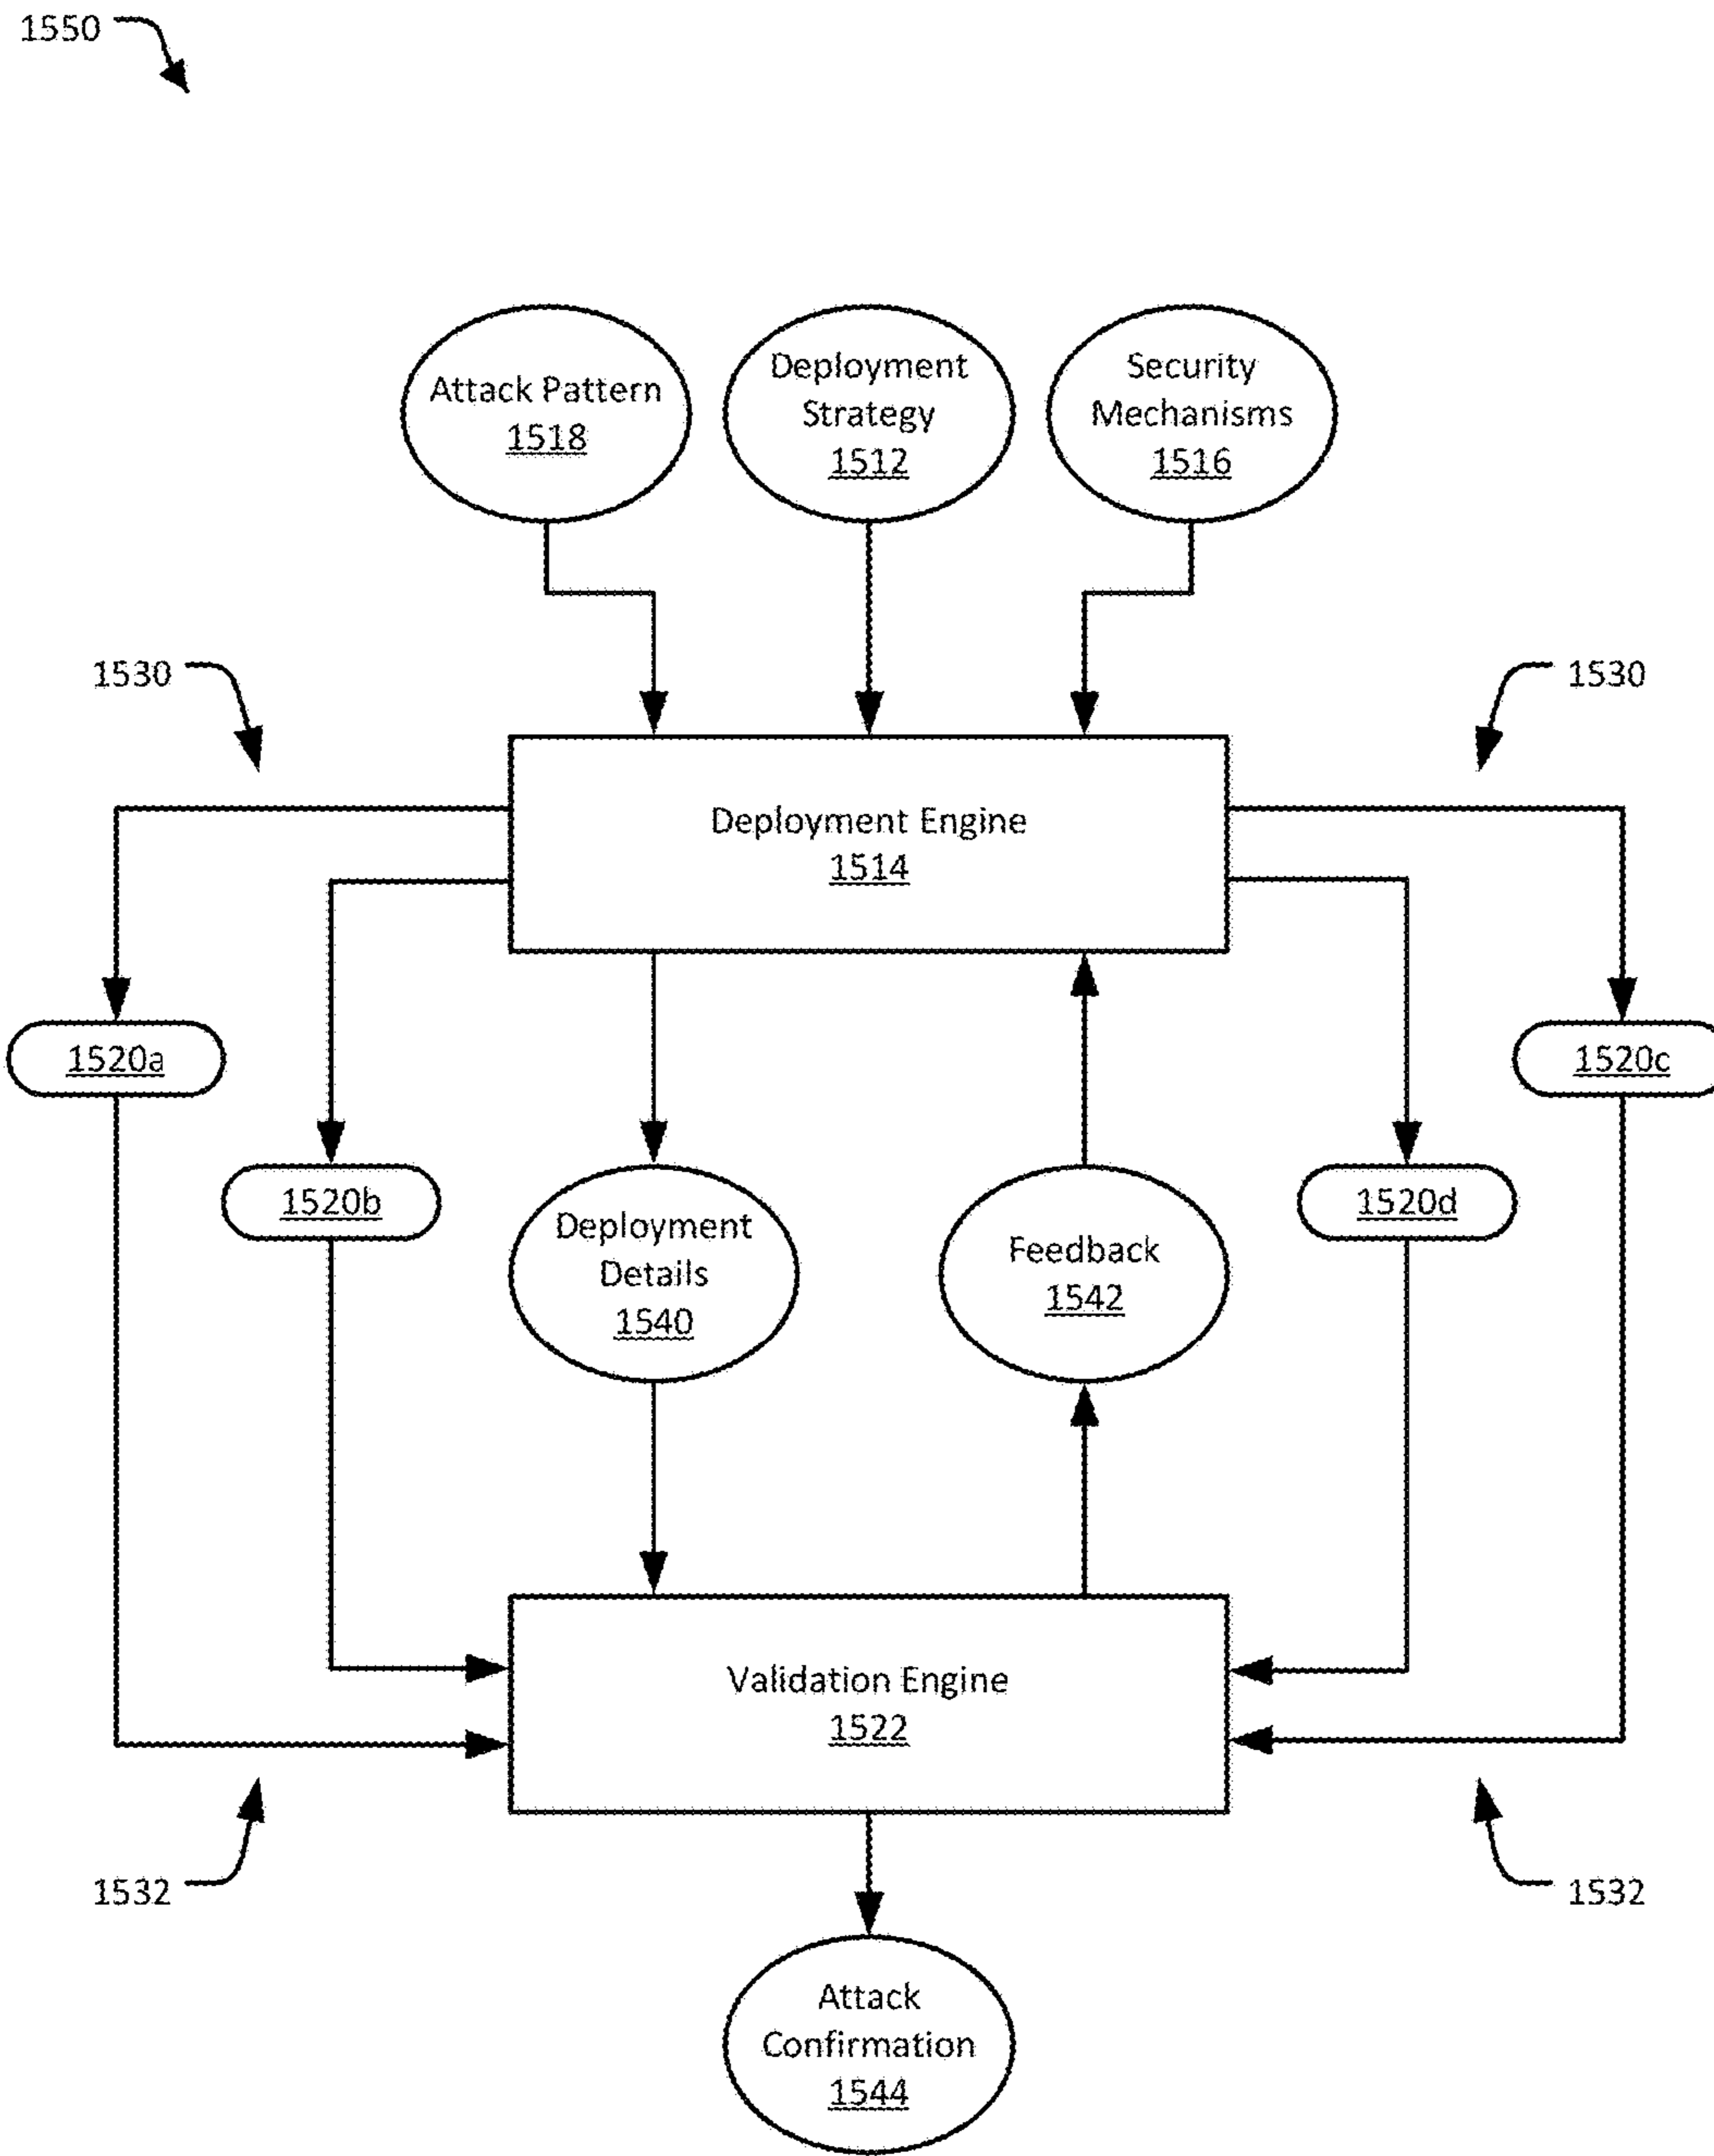 1550
Attack Pattern
1518
Deployment
Strategy
1512
Security
Mechanisms
1516
1530
1530
Deployment Engine
1514
1520a
1520c
1520b
1520d
Deployment
Details
1540
Feedback
1542
Validation Engine
1522
1532
1532
Attack
Confirmation
1544